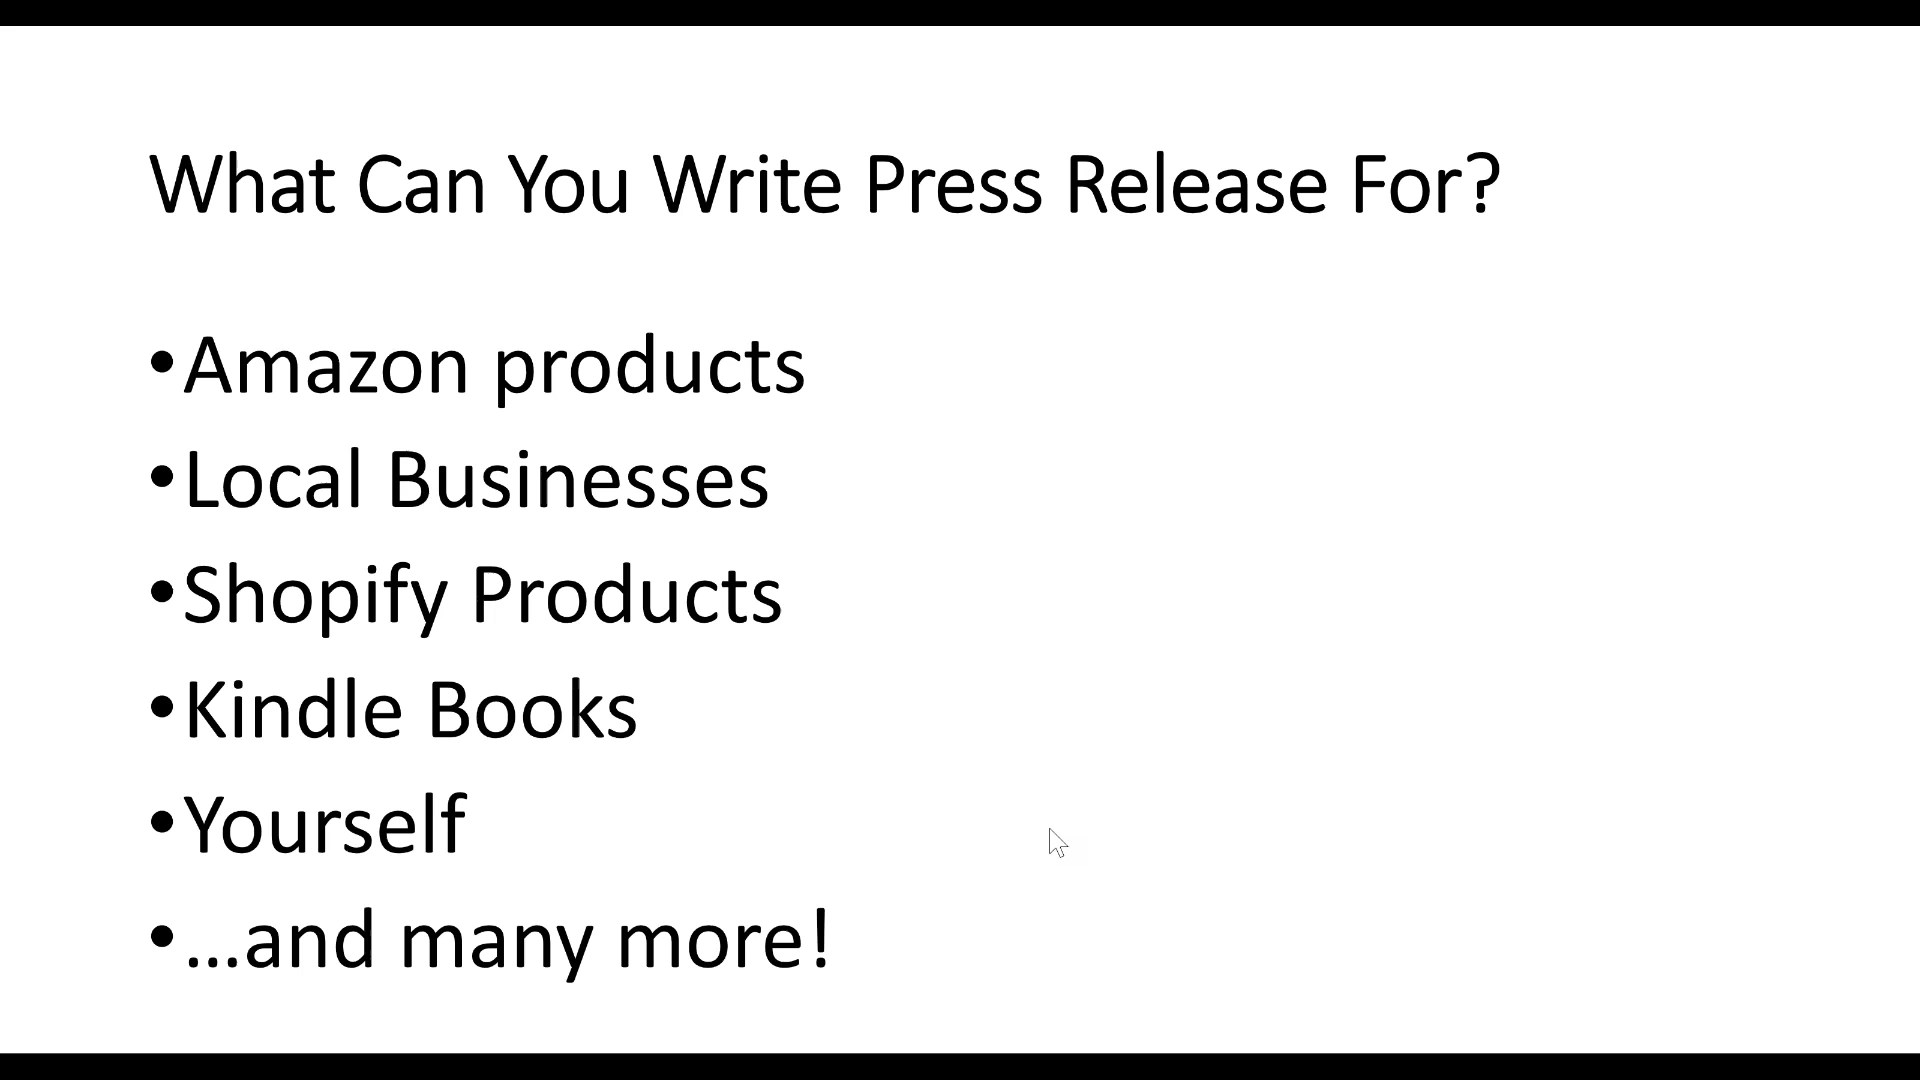 What Can You Write Press Release For?
•Amazon products
•Local Businesses
•Shopify Products
•Kindle Books
•Yourself
•...and many more!